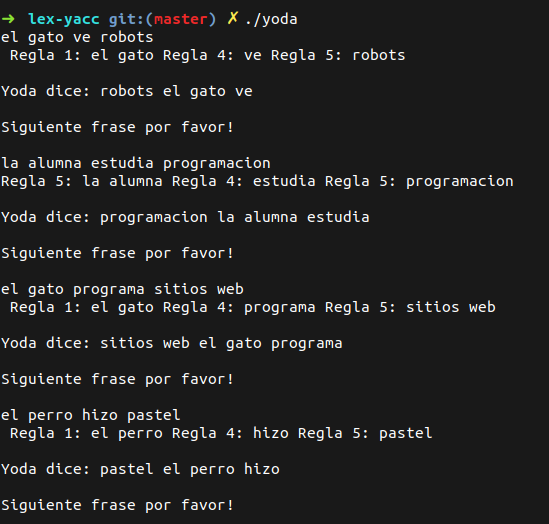 ➜ lex-yacc git:(master) ✗ ./yoda
el gato ve robots
Regla 1: el gato Regla 4: ve Regla 5: robots
Yoda dice: robots el gato ve
Siguiente frase por favor!
la alumna estudia programacion
Regla 5: la alumna Regla 4: estudia Regla 5: programacion
Yoda dice: programacion la alumna estudia
Siguiente frase por favor!
el gato programa sitios web
Regla 1: el gato Regla 4: programa Regla 5: sitios web
Yoda dice: sitios web el gato programa
Siguiente frase por favor!
el perro hizo pastel
Regla 1: el perro Regla 4: hizo Regla 5: pastel
Yoda dice: pastel el perro hizo
Siguiente frase por favor!